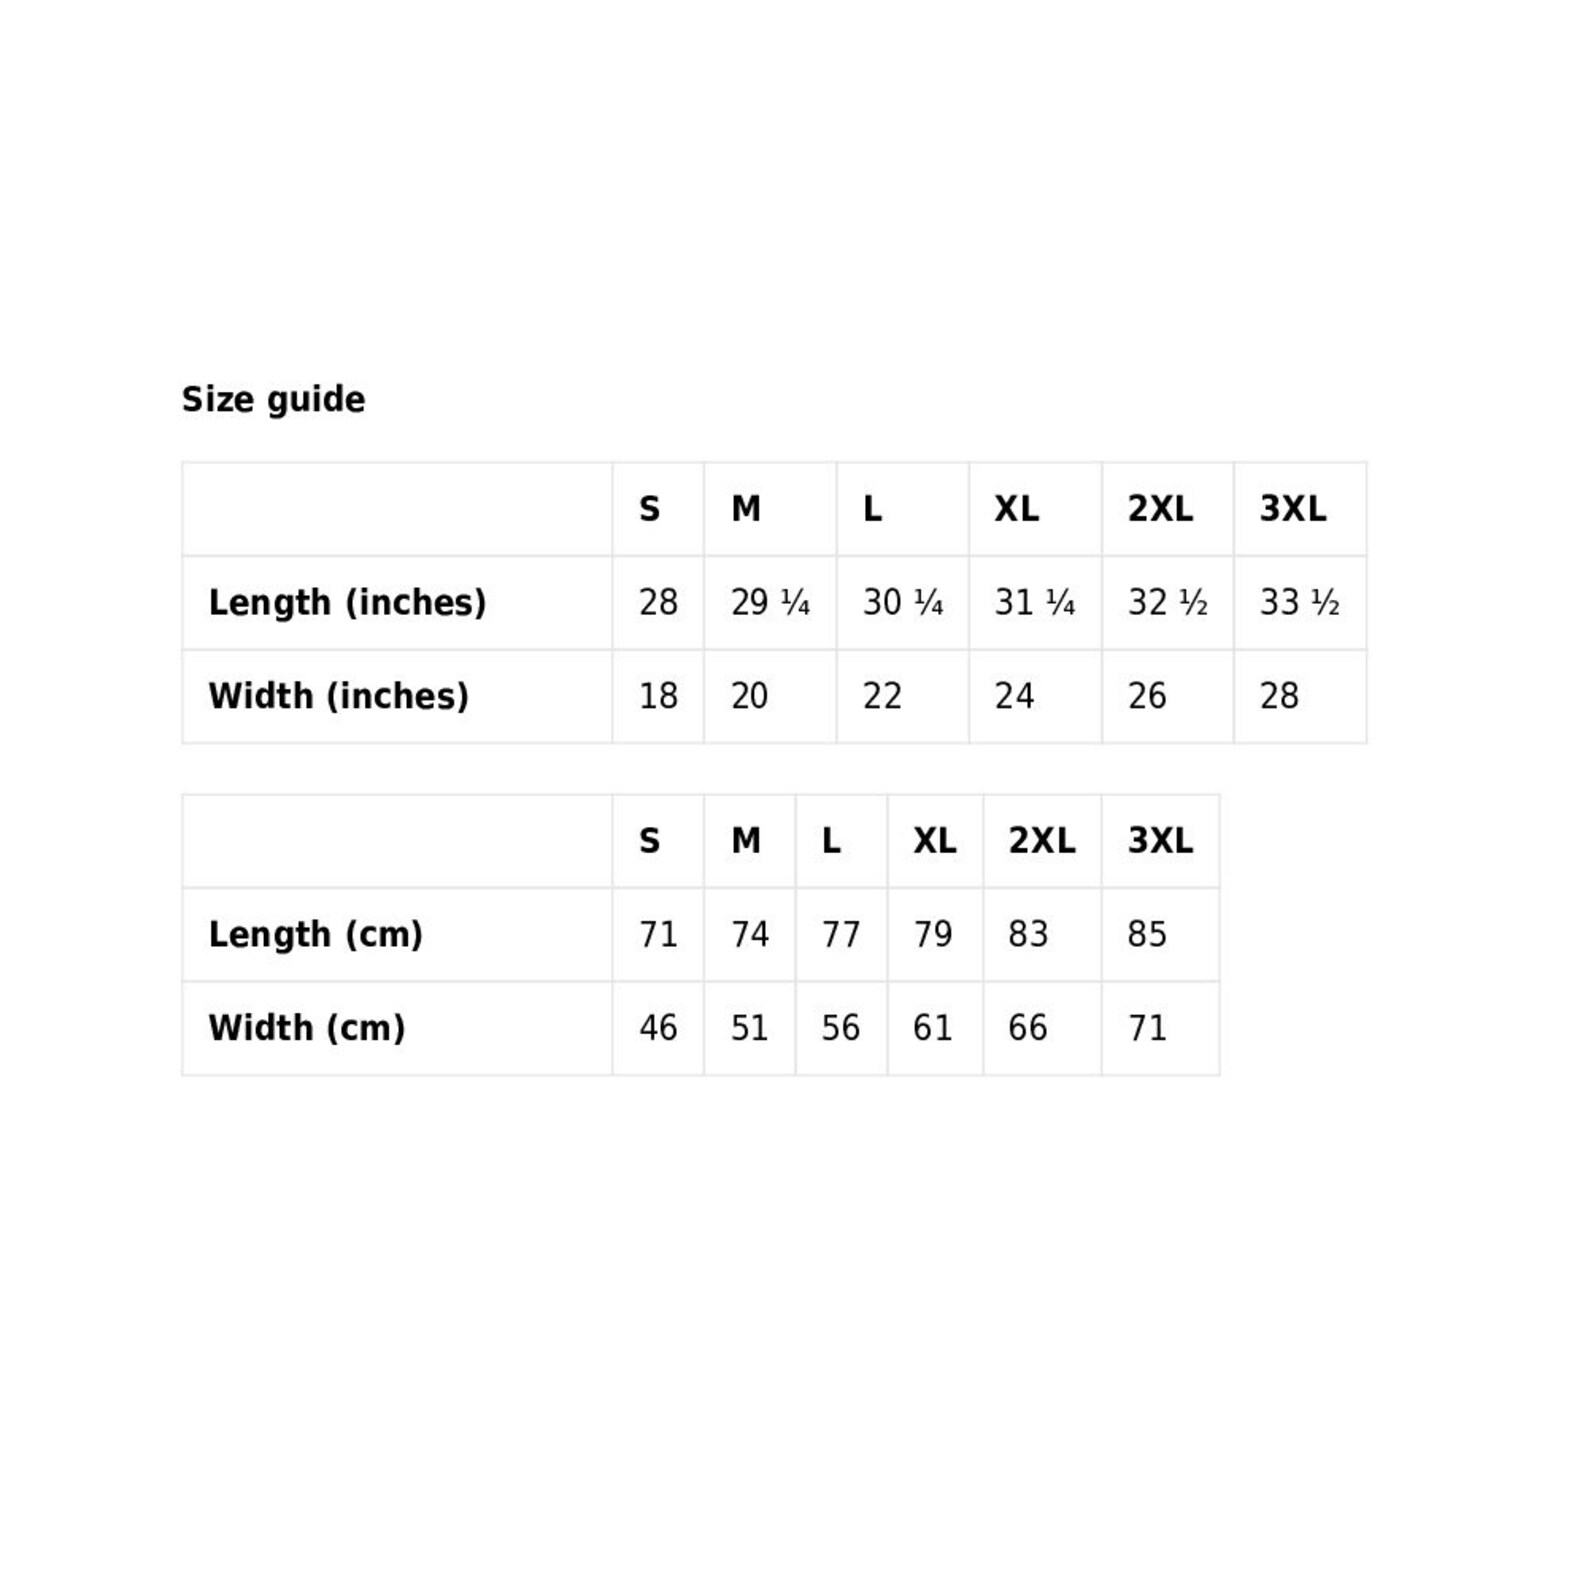 Size guide
S M L XL 2XL 3XL
Length (inches) 28 29 ¼ 30 ¼ 31 ¼ 32 ½ 33 ½
Width (inches) 18 20 22 24 26 28
S M L XL 2XL 3XL
Length (cm) 71 74 77 79 83 85
Width (cm) 46 51 56 61 66 71